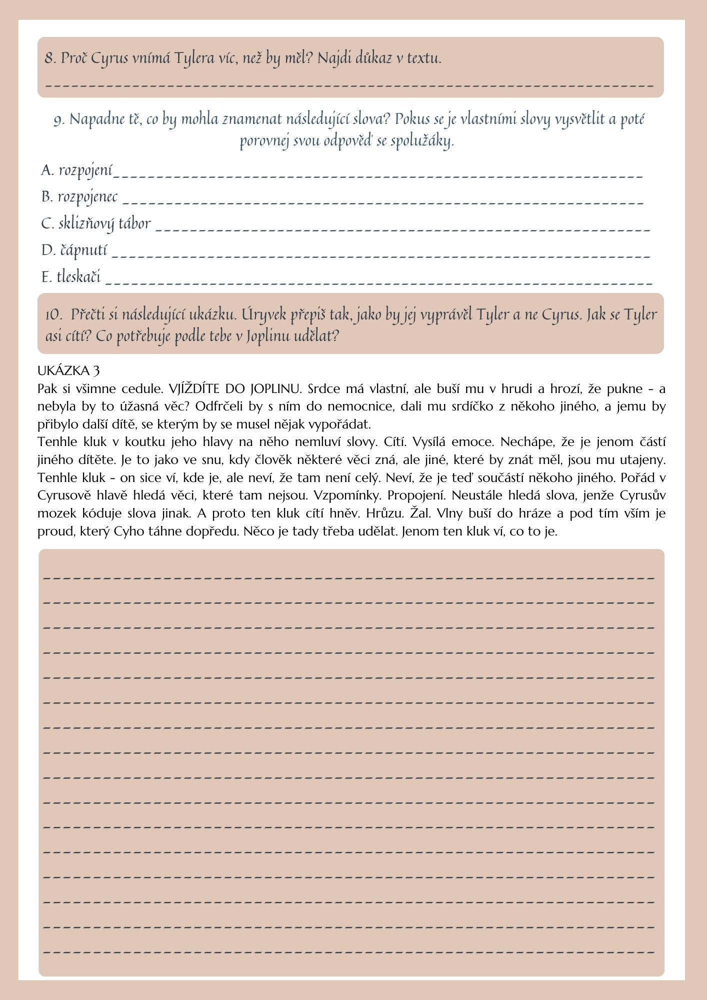 8. Proč Cyrus vnímá Tylera víc, než by měl? Najdi důkaz v textu.
9. Napadne tě, co by mohla znamenat následující slova? Pokus se je vlastními slovy vysvětlit a poté
porovnej svou odpověď se spolužáky.
A. rozpojení
B. rozpojenec
C. sklizňový tábor
D. čápnutí
E. tleskači
10. Přečti si následující ukázku. Úryvek přepiš tak, jako by jej vyprávěl Tyler a ne Cyrus. Jak se Tyler
asi cítí? Co potřebuje podle tebe v Joplinu udělat?
UKÁZKA 3
Pak si všimne cedule. VJÍŽDÍTE DO JOPLINU. Srdce má vlastní, ale buší mu v hrudi a hrozí, že pukne - a
nebyla by to úžasná věc? Odfrčeli by s ním do nemocnice, dali mu srdíčko z někoho jiného, a jemu by
přibylo další dítě, se kterým by se musel nějak vypořádat.
Tenhle kluk v koutku jeho hlavy na něho nemluví slovy. Cítí. Vysílá emoce. Nechápe, že je jenom částí
jiného dítěte. Je to jako ve snu, kdy člověk některé věci zná, ale jiné, které by znát měl, jsou mu utajeny.
Tenhle kluk - on sice ví, kde je, ale neví, že tam není celý. Neví, že je teď součástí někoho jiného. Pořád v
Cyrusově hlavě hledá věci, které tam nejsou. Vzpomínky. Propojení. Neustále hledá slova, jenže Cyrusův
mozek kóduje slova jinak. A proto ten kluk cítí hněv. Hrůzu. Žal. Vlny buší do hráze a pod tím vším je
proud, který Cyho táhne dopředu. Něco je tady třeba udělat. Jenom ten kluk ví, co to je.